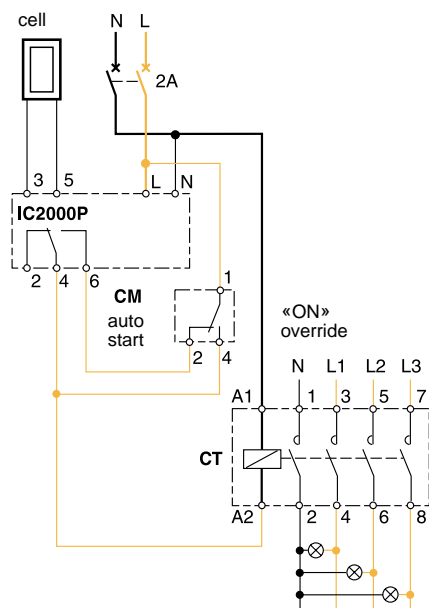 cell
N L
2A
3 5 L N
IC2000P
2 4 6
CM
auto
start
1
2 4
«ON»
override
N L1 L2 L3
A1 1 3 5 7
CT
A2 2 4 6 8